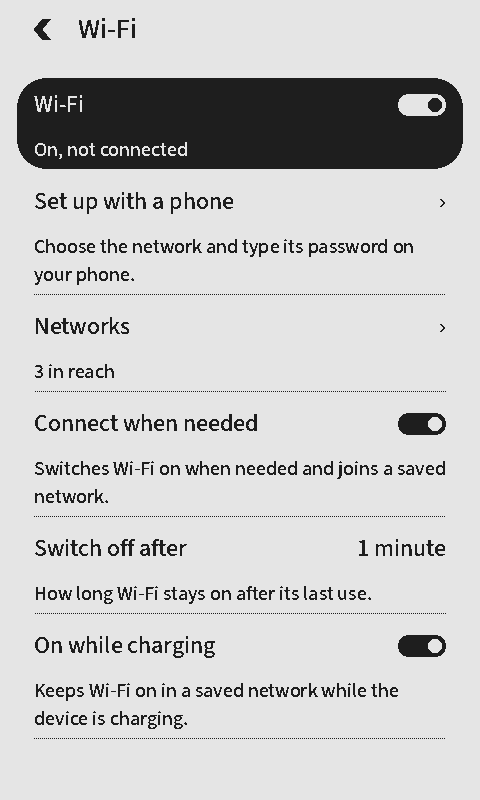 Wi-Fi
Wi-Fi
On, not connected
Set up with a phone
Choose the network and type its password on
your phone.
Networks
3 in reach
Connect when needed
Switches Wi-Fi on when needed and joins a saved
network.
Switch off after 1 minute
How long Wi-Fi stays on after its last use.
On while charging
Keeps Wi-Fi on in a saved network while the
device is charging.